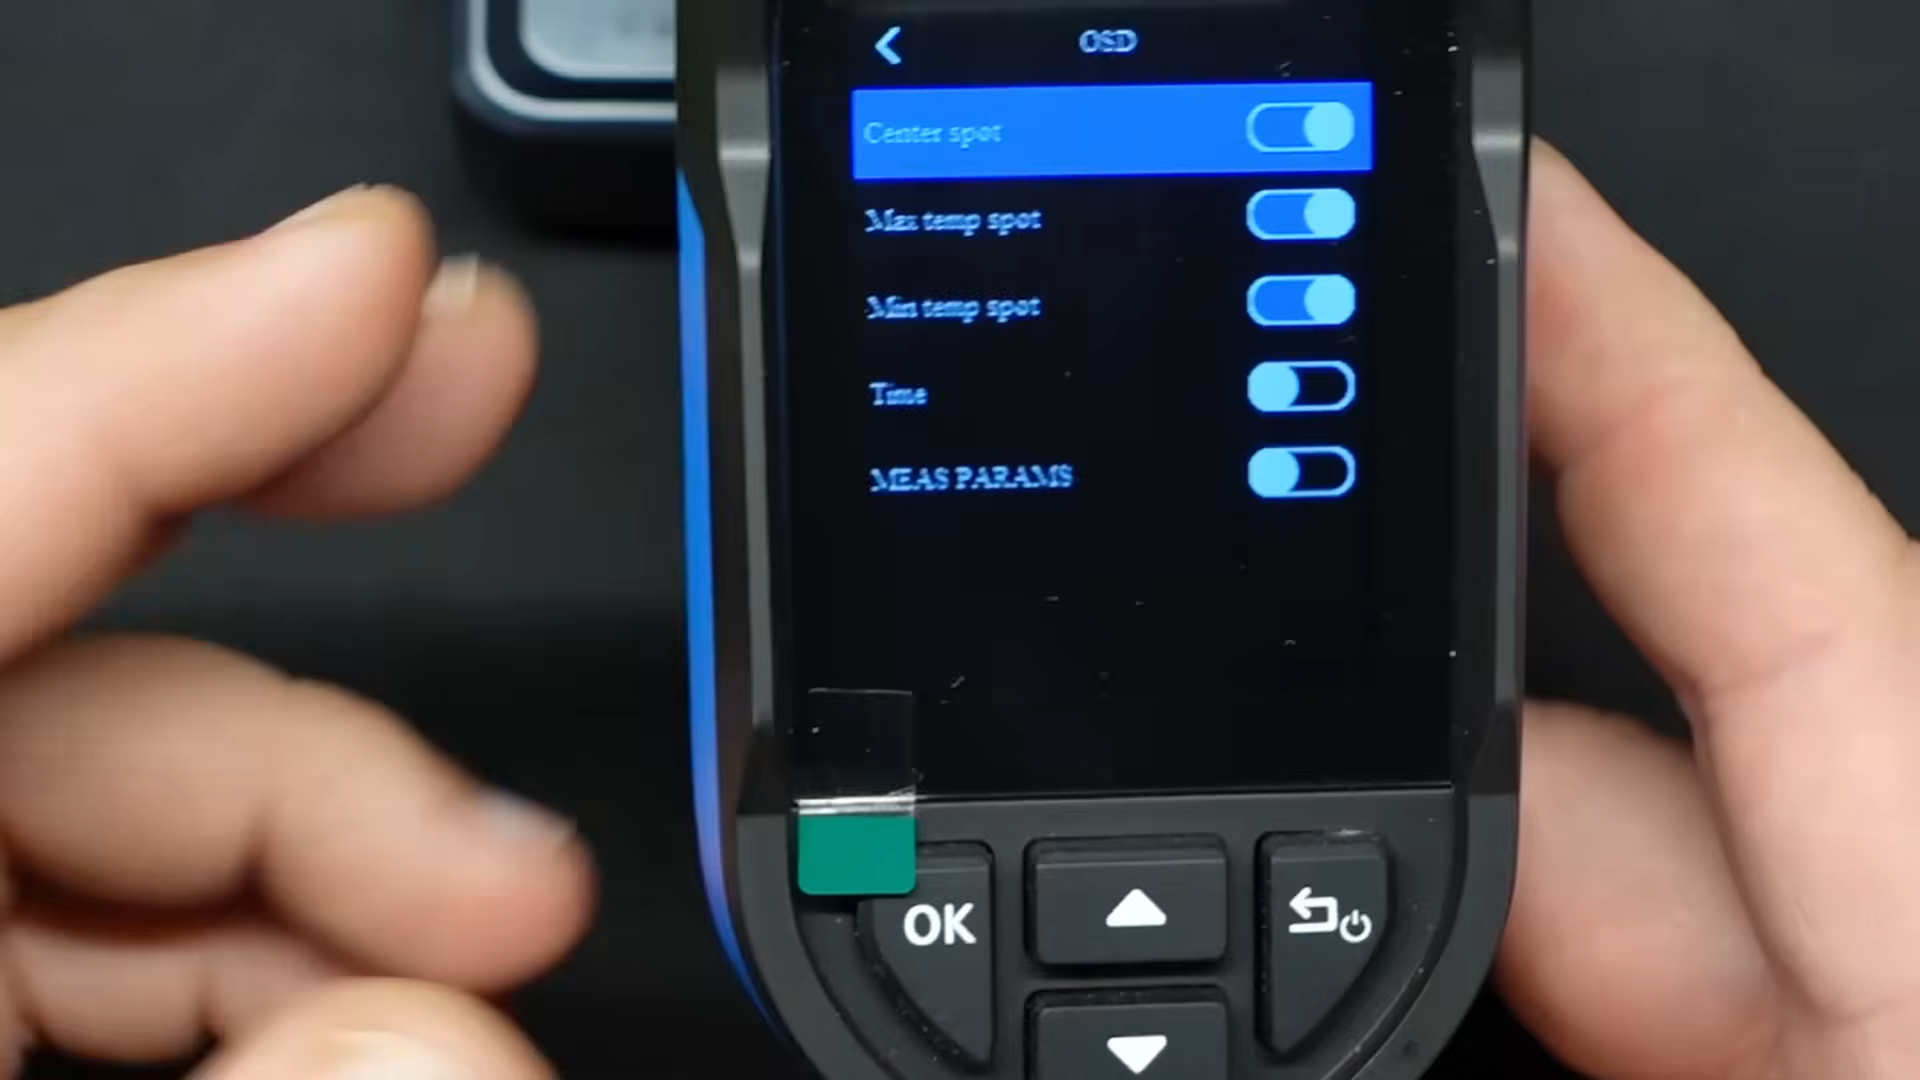 OSD
Center spot
Max temp spot
Min temp spot
Time
MEAS PARAMS
OK